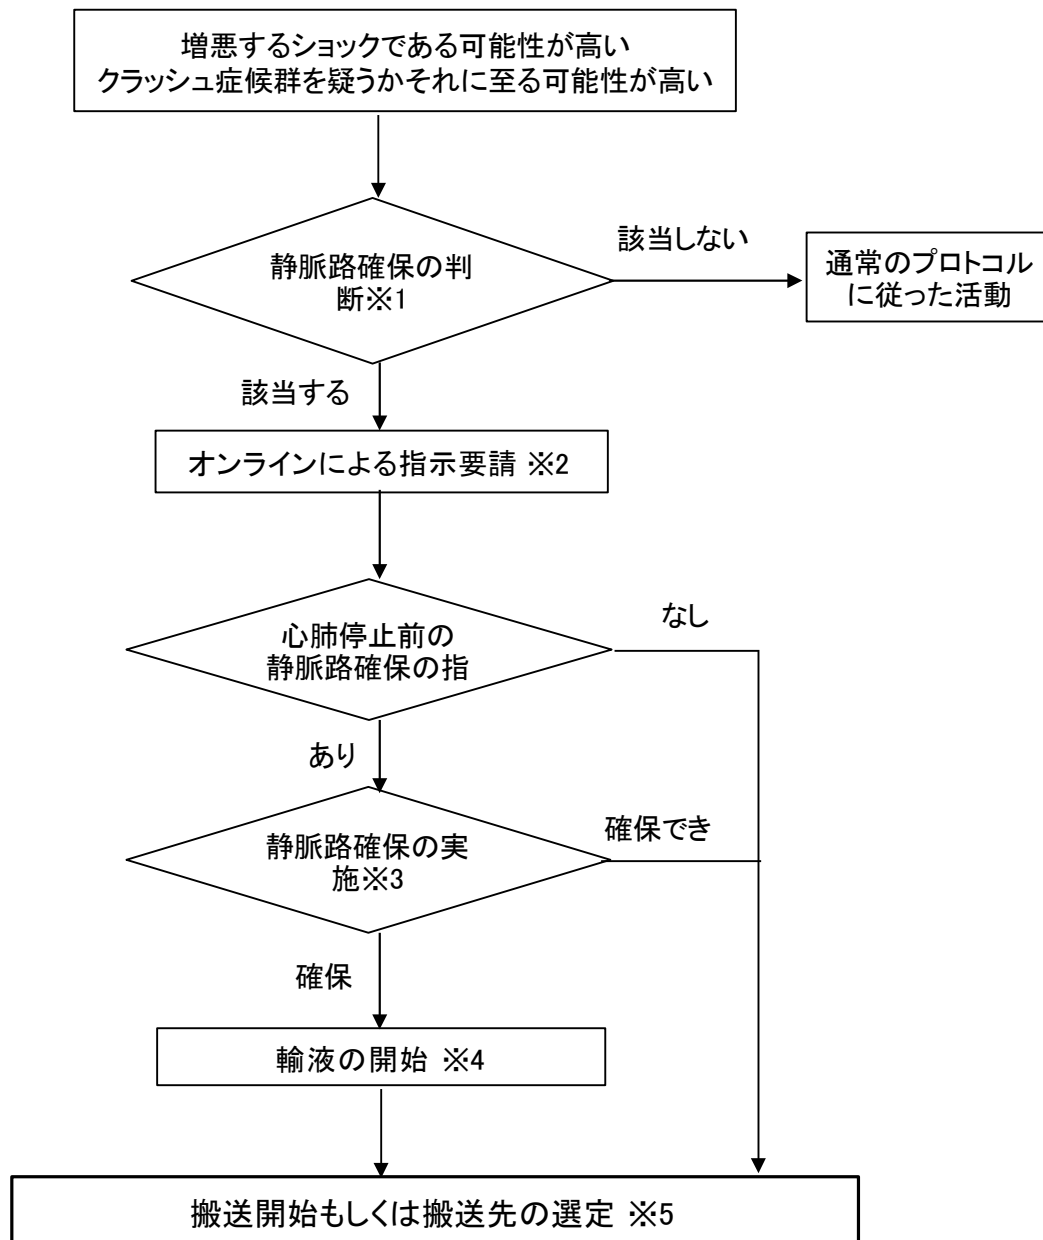 増悪するショックである可能性が高い
クラッシュ症候群を疑うかそれに至る可能性が高い
静脈路確保の判
断※1
該当しない
通常のプロトコル
に従った活動
該当する
オンラインによる指示要請 ※2
心肺停止前の
静脈路確保の指
なし
あり
静脈路確保の実
施※3
確保でき
確保
輸液の開始 ※4
搬送開始もしくは搬送先の選定 ※5